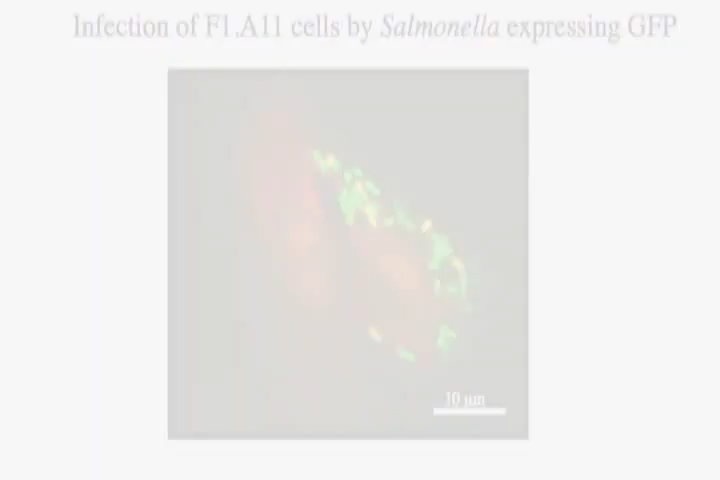 Infection of F1.A11 cells by Salmonella expressing GFP
10 µm